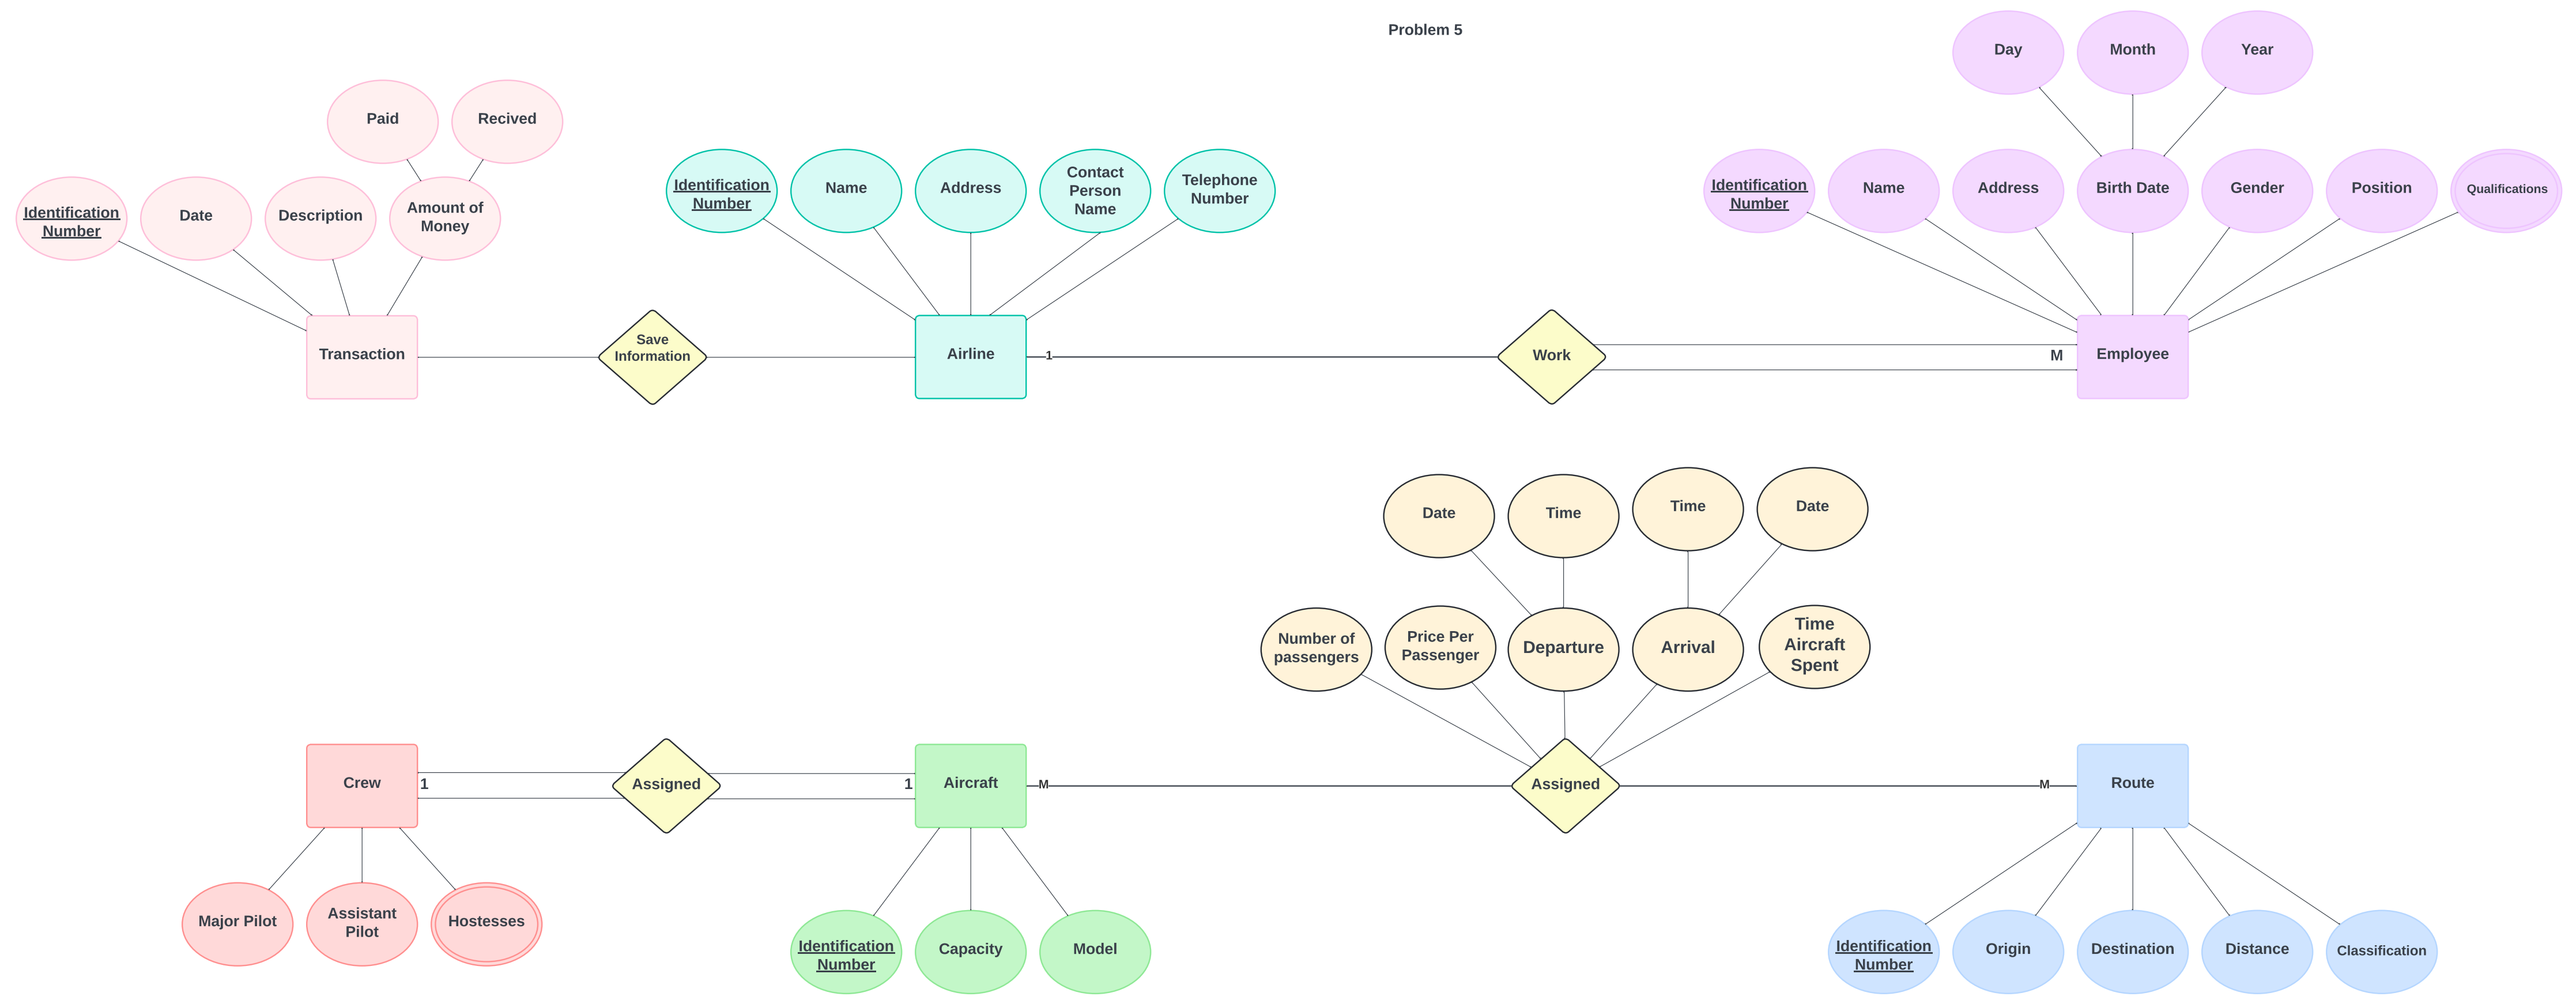 Problem 5
Day
Month
Year
Paid
Recived
Identification
Number
Date
Description
Amount of
Money
Identification
Number
Name
Address
Contact
Person
Name
Telephone
Number
Identification
Number
Name
Address
Birth Date
Gender
Position
Qualifications
Transaction
Save
Information
Airline
1
Work
M
Employee
Date
Time
Time
Date
Number of
passengers
Price Per
Passenger
Departure
Arrival
Time
Aircraft
Spent
Crew
1
Assigned
1
Aircraft
M
Assigned
M
Route
Major Pilot
Assistant
Pilot
Hostesses
Identification
Number
Capacity
Model
Identification
Number
Origin
Destination
Distance
Classification